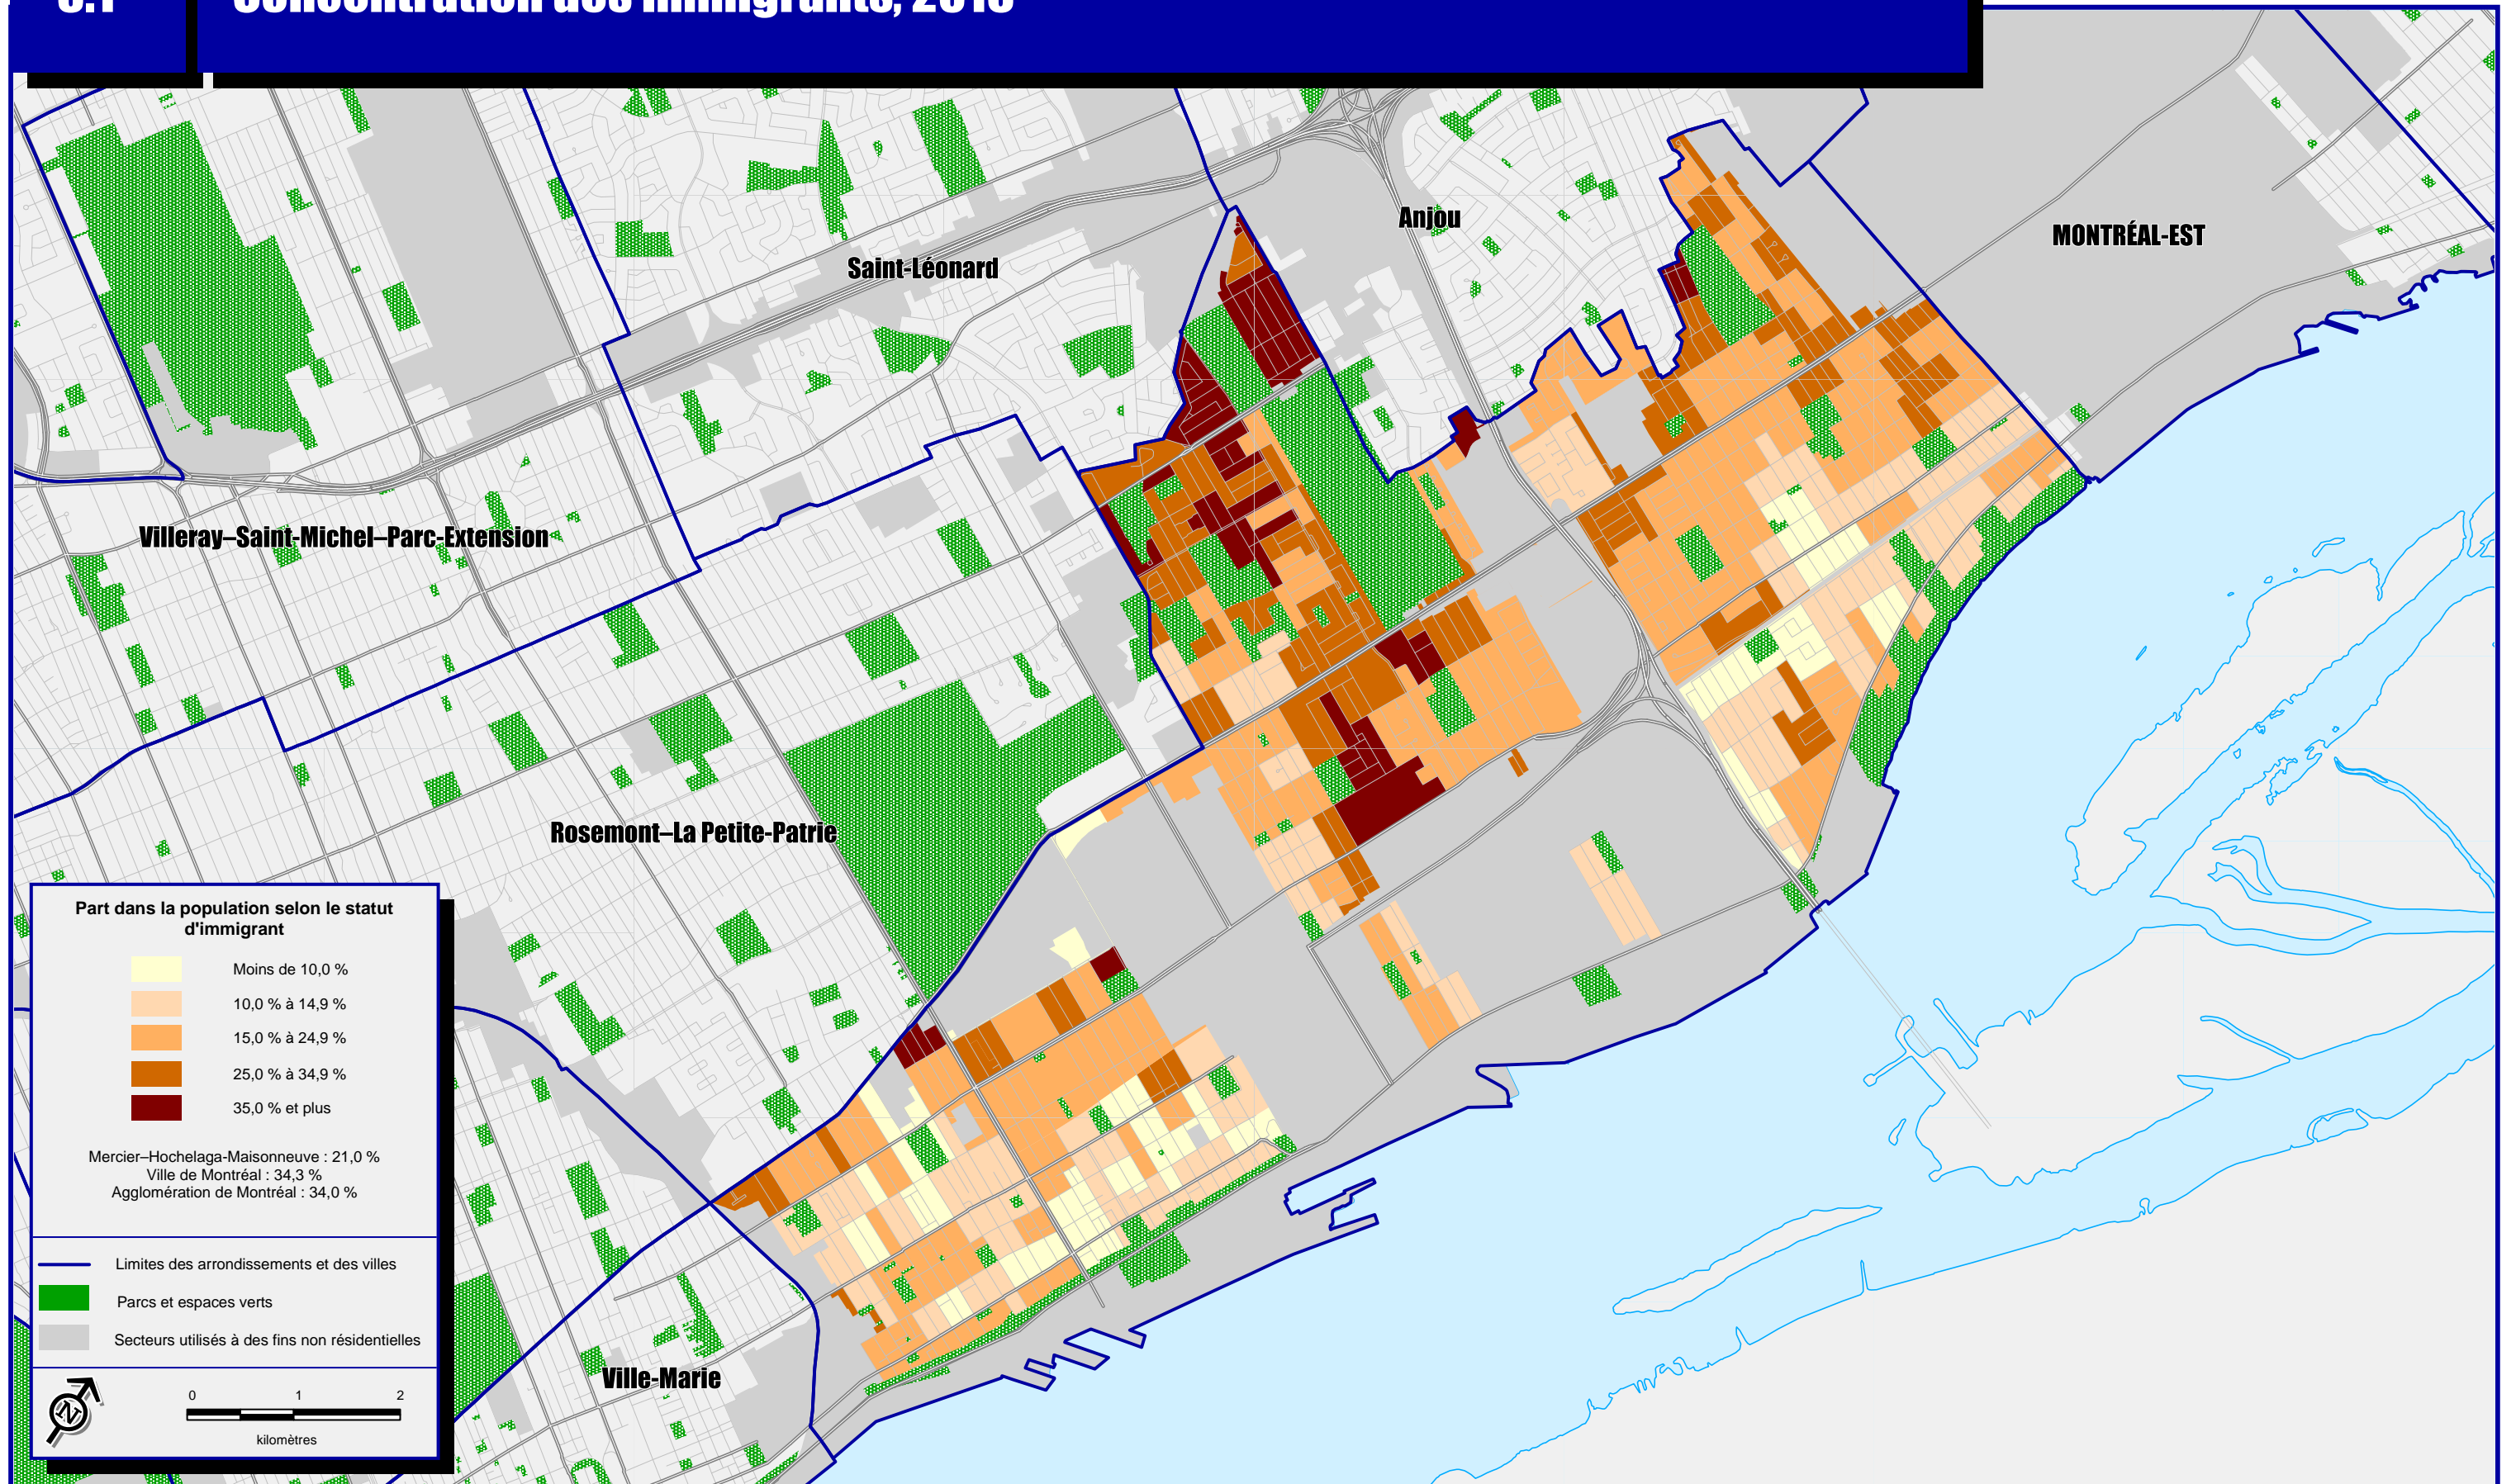 Concentration des immigrants, 2016
Anjou
MONTRÉAL-EST
Saint-Léonard
Villeray–Saint-Michel–Parc-Extension
Rosemont–La Petite-Patrie
Ville-Marie
Part dans la population selon le statut
d'immigrant
Moins de 10,0 %
10,0 % à 14,9 %
15,0 % à 24,9 %
25,0 % à 34,9 %
35,0 % et plus
Mercier–Hochelaga-Maisonneuve : 21,0 %
Ville de Montréal : 34,3 %
Agglomération de Montréal : 34,0 %
Limites des arrondissements et des villes
Parcs et espaces verts
Secteurs utilisés à des fins non résidentielles
N
0 1 2
kilomètres